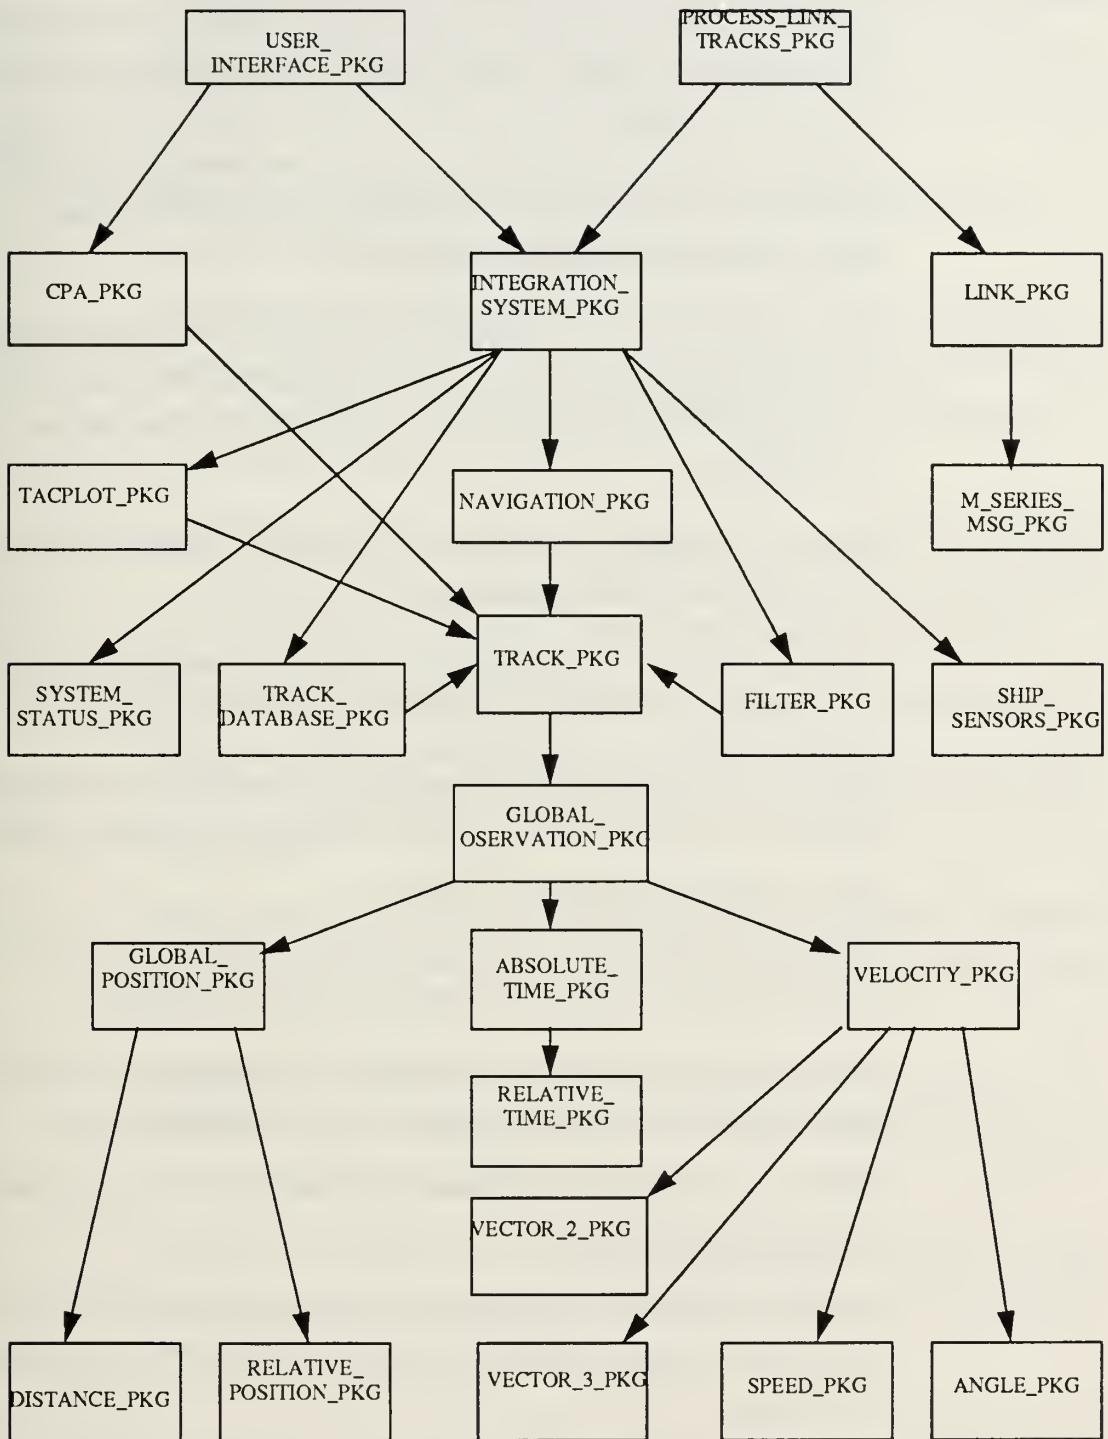 USER_
INTERFACE_PKG
PROCESS_LINK_
TRACKS_PKG
CPA_PKG
INTEGRATION_
SYSTEM_PKG
LINK_PKG
TACPLOT_PKG
NAVIGATION_PKG
M_SERIES_
MSG_PKG
SYSTEM_
STATUS_PKG
TRACK_
DATABASE_PKG
TRACK_PKG
FILTER_PKG
SHIP_
SENSORS_PKG
GLOBAL_
OSERVATION_PKG
GLOBAL_
POSITION_PKG
ABSOLUTE_
TIME_PKG
VELOCITY_PKG
RELATIVE_
TIME_PKG
VECTOR_2_PKG
DISTANCE_PKG
RELATIVE_
POSITION_PKG
VECTOR_3_PKG
SPEED_PKG
ANGLE_PKG